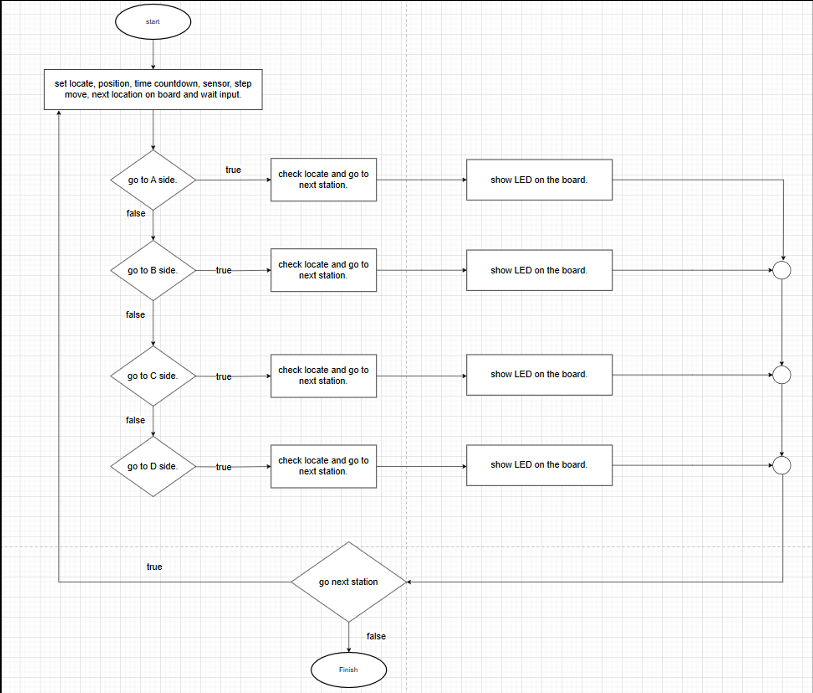 start
set locate, position, time countdown, sensor, step
move, next location on board and wait input.
go to A side.
true
check locate and go to
next station.
show LED on the board.
false
go to B side.
true
check locate and go to
next station.
show LED on the board.
false
go to C side.
true
check locate and go to
next station.
show LED on the board.
false
go to D side.
true
check locate and go to
next station.
show LED on the board.
true
go next station
false
Finish